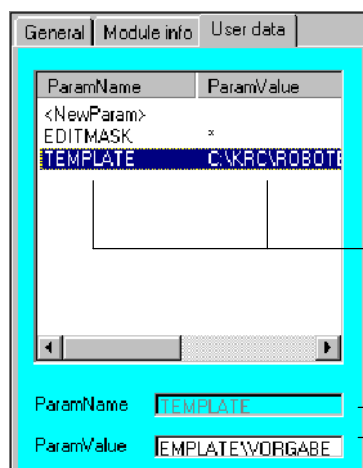 General Module info User data
ParamName ParamValue
<NewParam>
EDITMASK *
TEMPLATE C:\KRC\ROBOTE
ParamName TEMPLATE
ParamValue EMPLATE\VORGABE